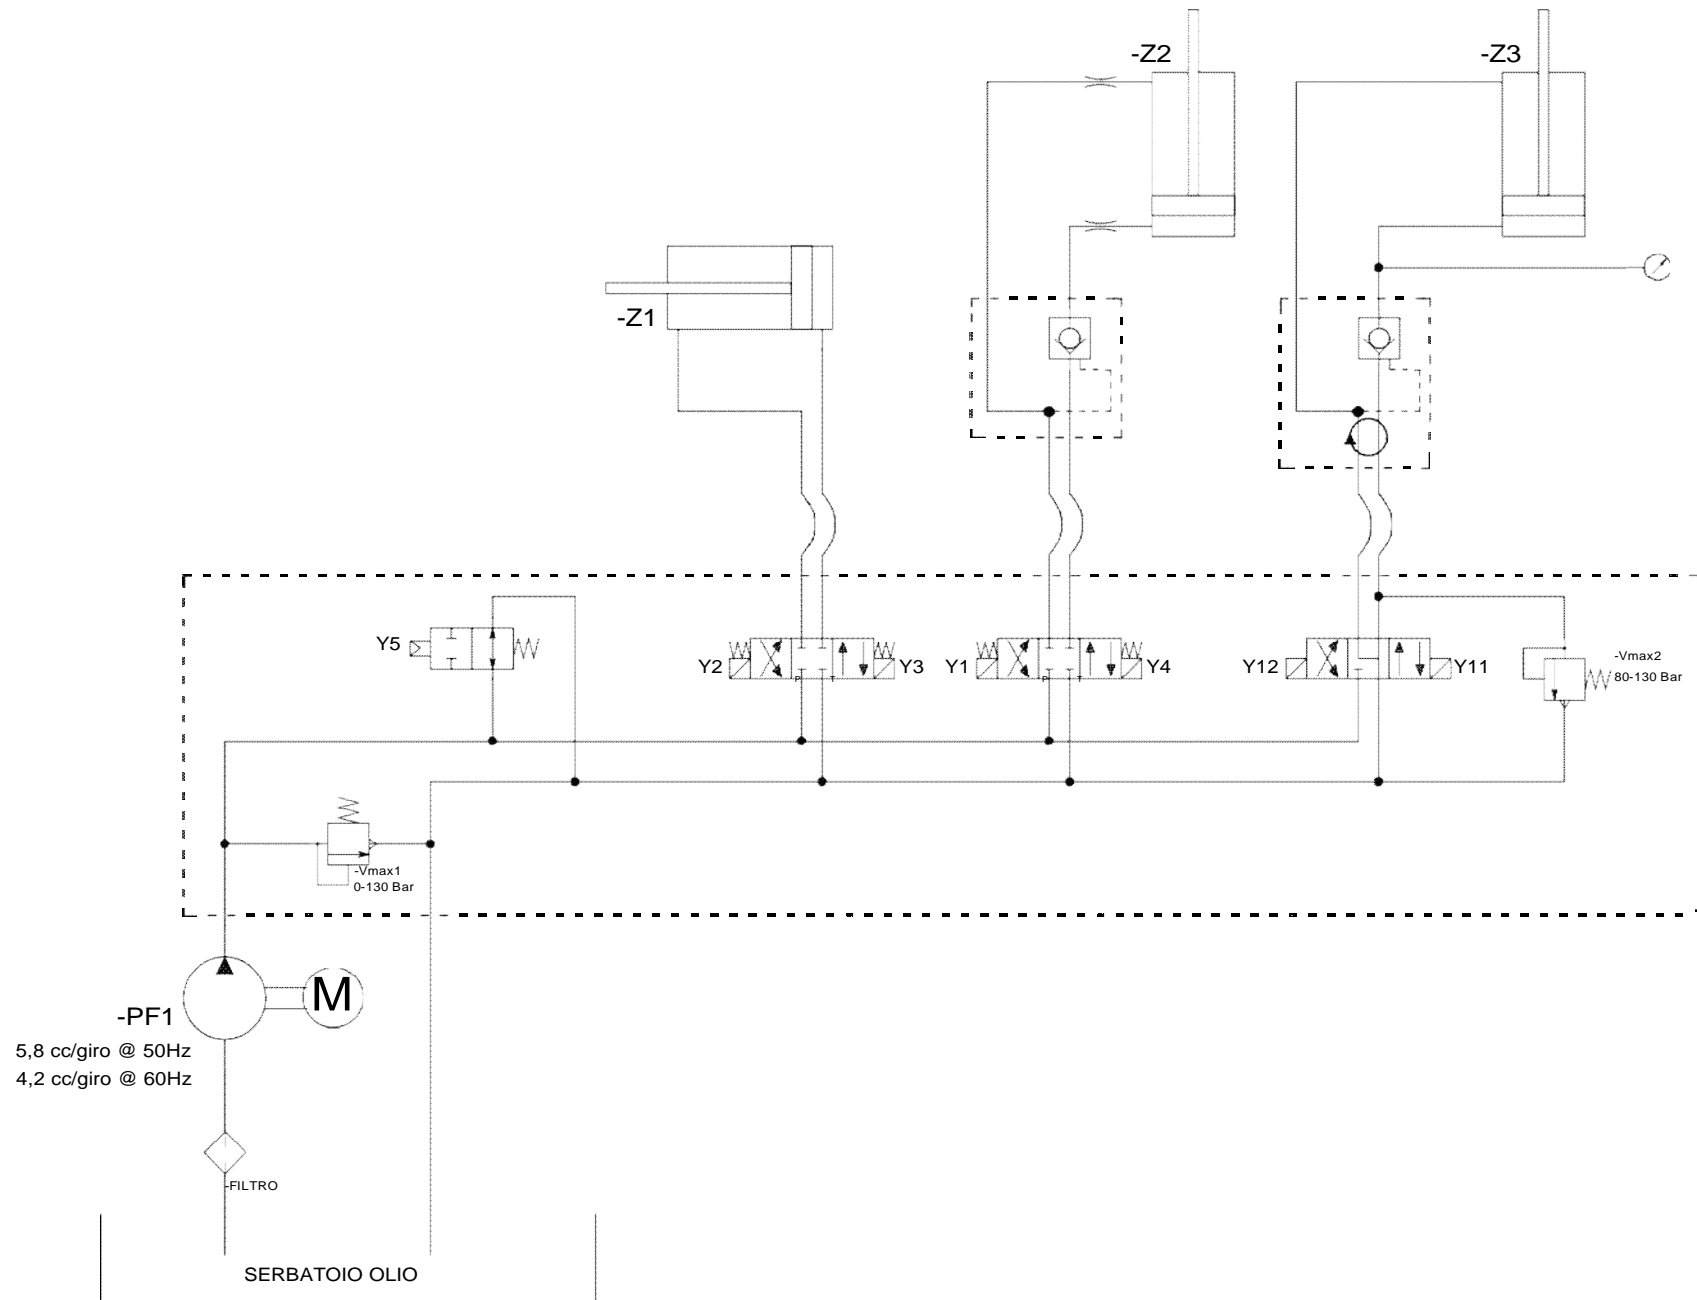 -Z2
-Z3
-Z1
Y5
Y2
Y3
Y1
Y4
Y12
Y11
P
T
P
T
-Vmax2
80-130 Bar
-Vmax1
0-130 Bar
M
-PF1
5,8 cc/giro @ 50Hz
4,2 cc/giro @ 60Hz
-FILTRO
SERBATOIO OLIO